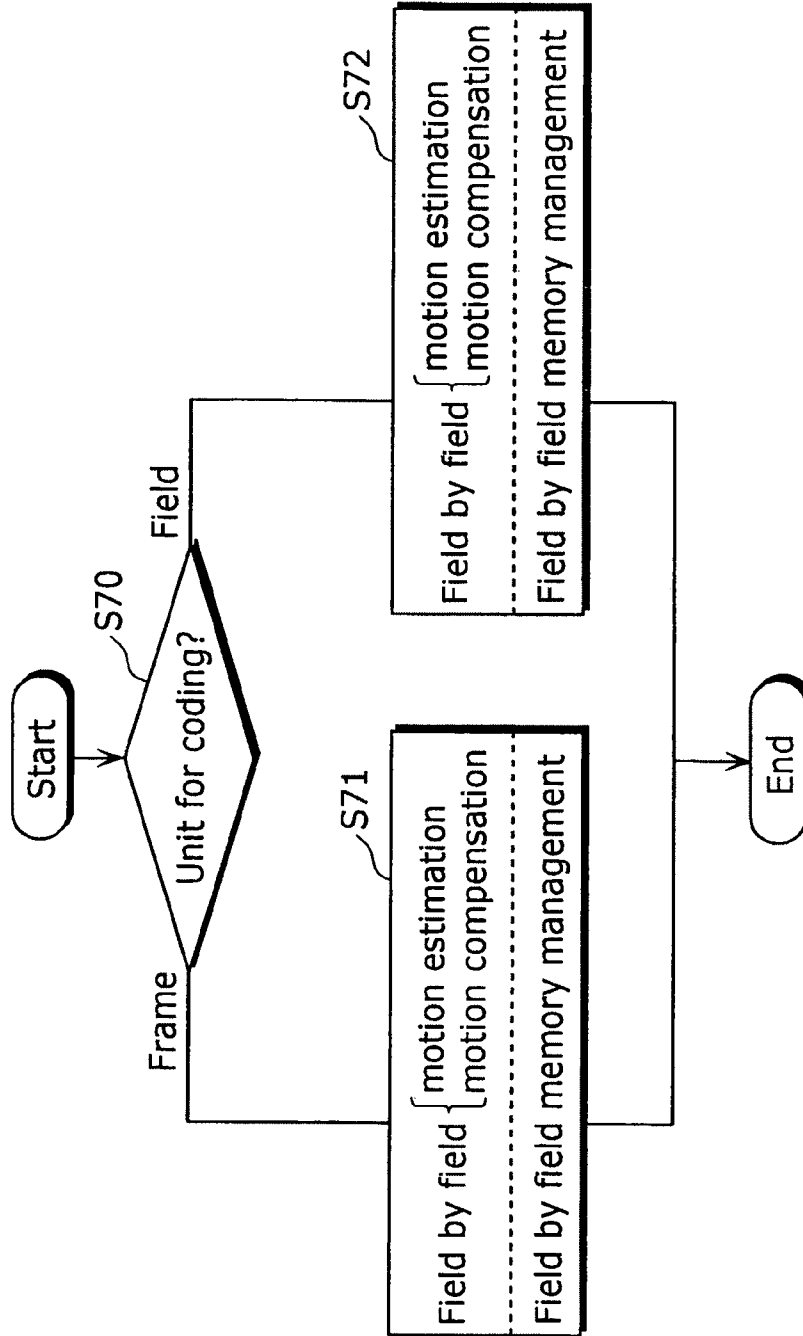 Start
S70
Unit for coding?
Frame
Field
S71
Field by field { motion estimation
motion compensation
Field by field memory management
S72
Field by field { motion estimation
motion compensation
Field by field memory management
End